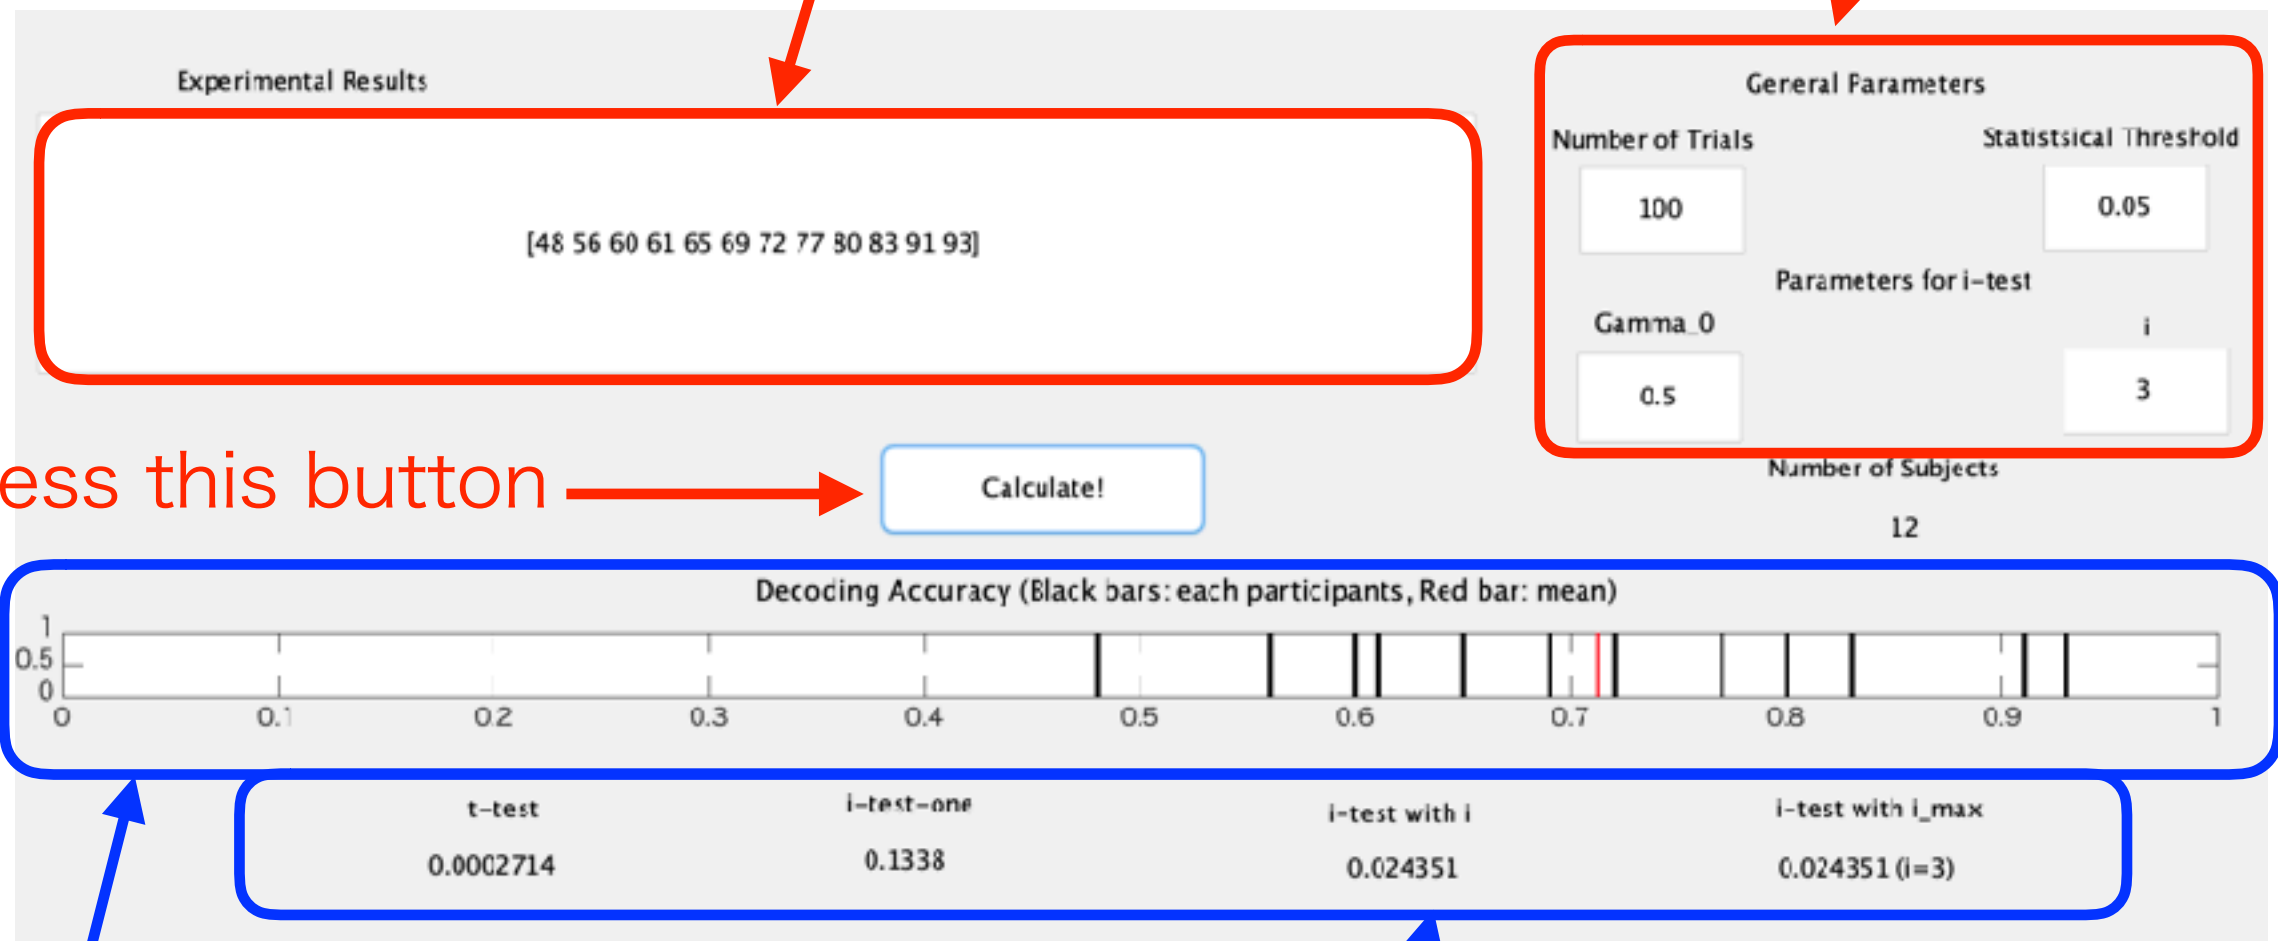 Experimental Results
General Parameters
Number of Trials
Statistsical Threshold
100
0.05
[48 56 60 61 65 69 72 77 80 83 91 93]
Parameters for i-test
Gamma_0
i
0.5
3
ess this button
Calculate!
Number of Subjects
12
Decoding Accuracy (Black bars: each participants, Red bar: mean)
1
0.5
0
0 0.1 0.2 0.3 0.4 0.5 0.6 0.7 0.8 0.9 1
t-test
i-test-one
i-test with i
i-test with i_max
0.0002714
0.1338
0.024351
0.024351 (i=3)